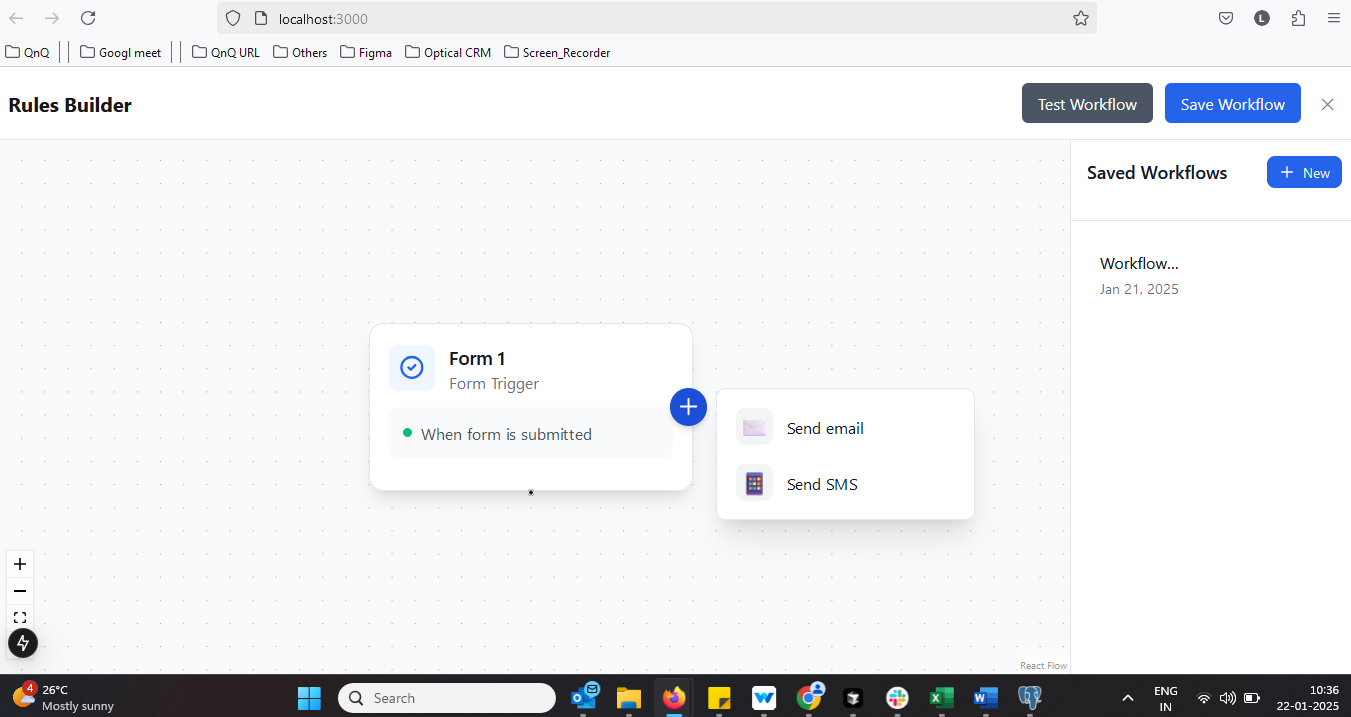 localhost:3000
L
QnQ
Googl meet
QnQ URL
Others
Figma
Optical CRM
Screen_Recorder
Rules Builder
Test Workflow
Save Workflow
Saved Workflows
New
Workflow...
Jan 21, 2025
Form 1
Form Trigger
When form is submitted
Send email
Send SMS
React Flow
4
26°C
Mostly sunny
Search
ENG
IN
10:36
22-01-2025